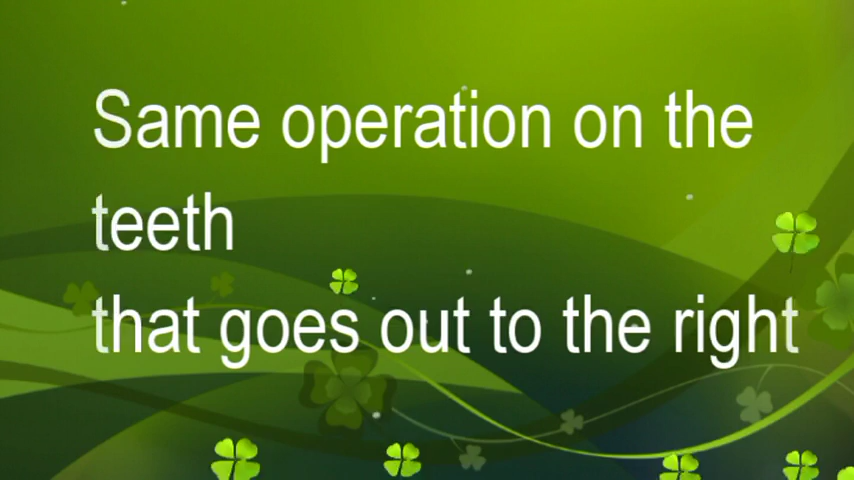 Same operation on the
teeth
that goes out to the right